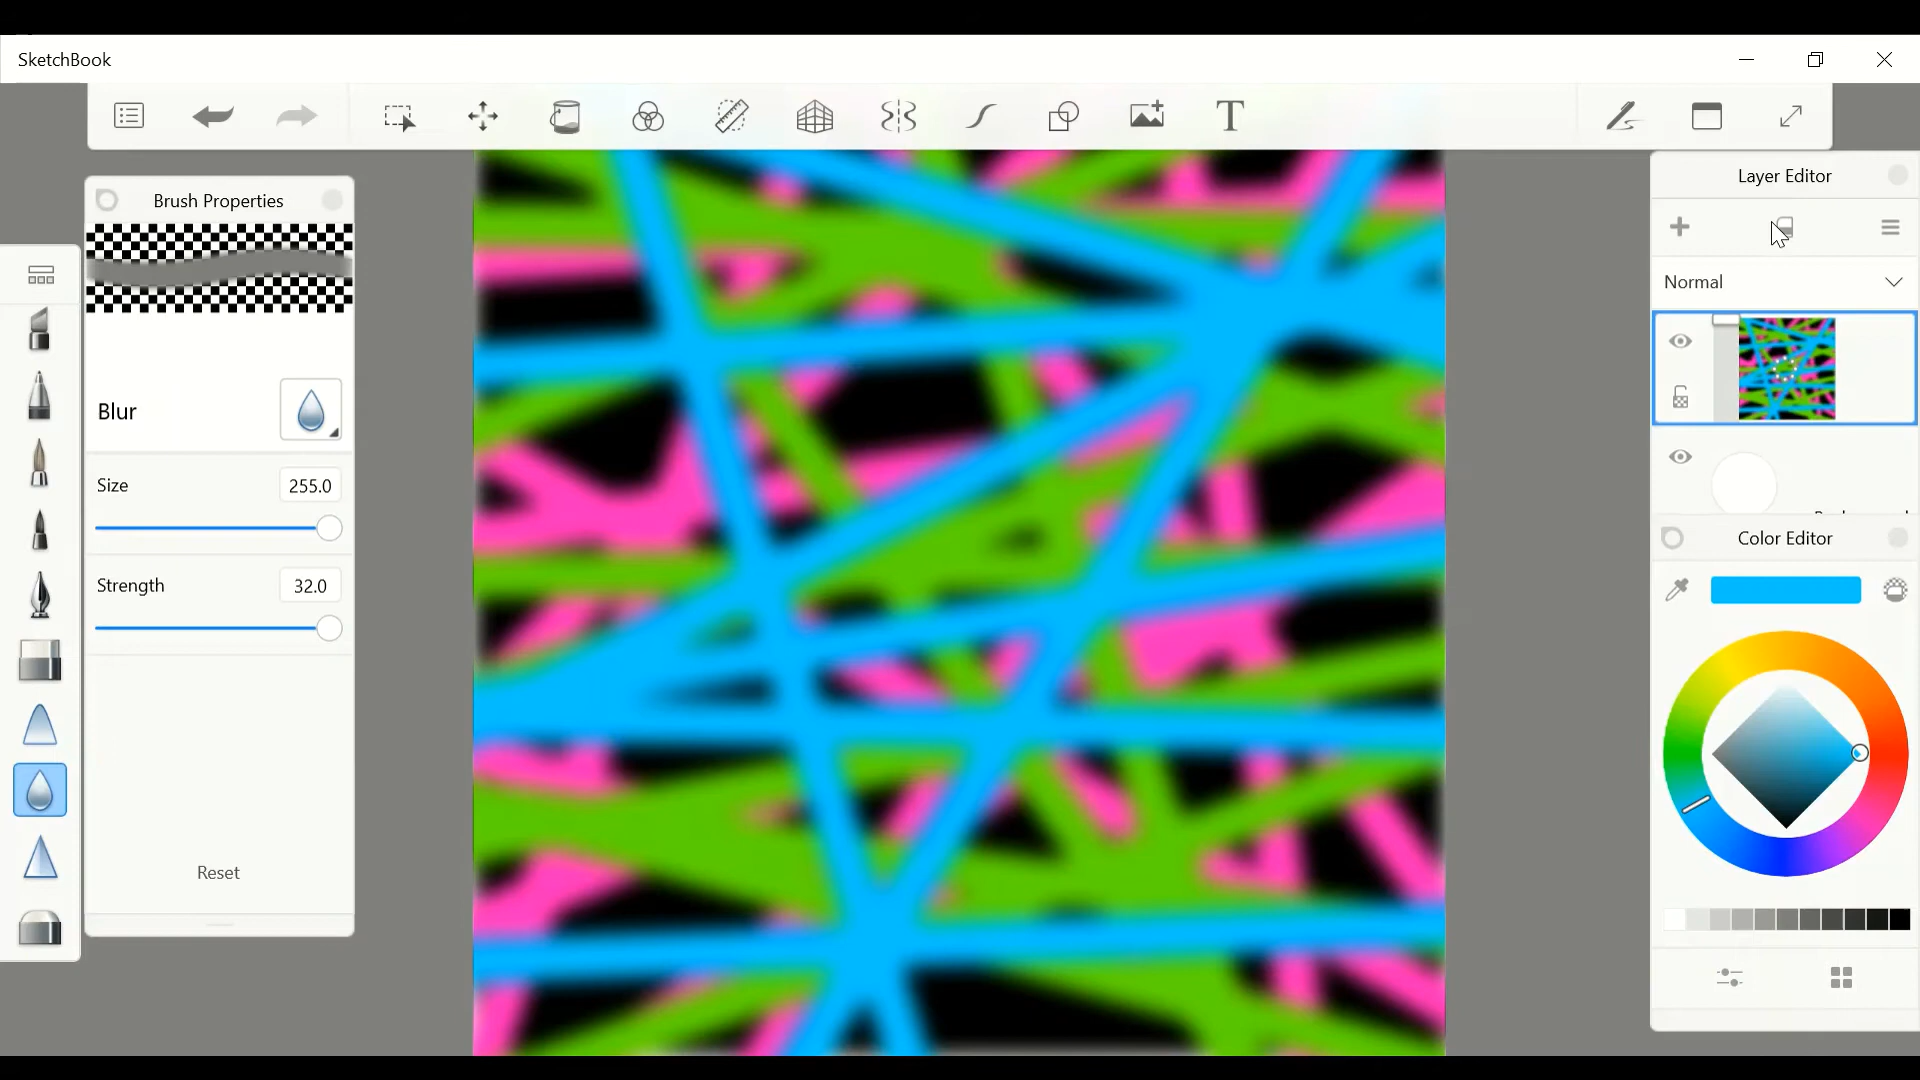 SketchBook
T
Brush Properties
Layer Editor
Normal
Blur
Size
255.0
Color Editor
Strength
32.0
Reset